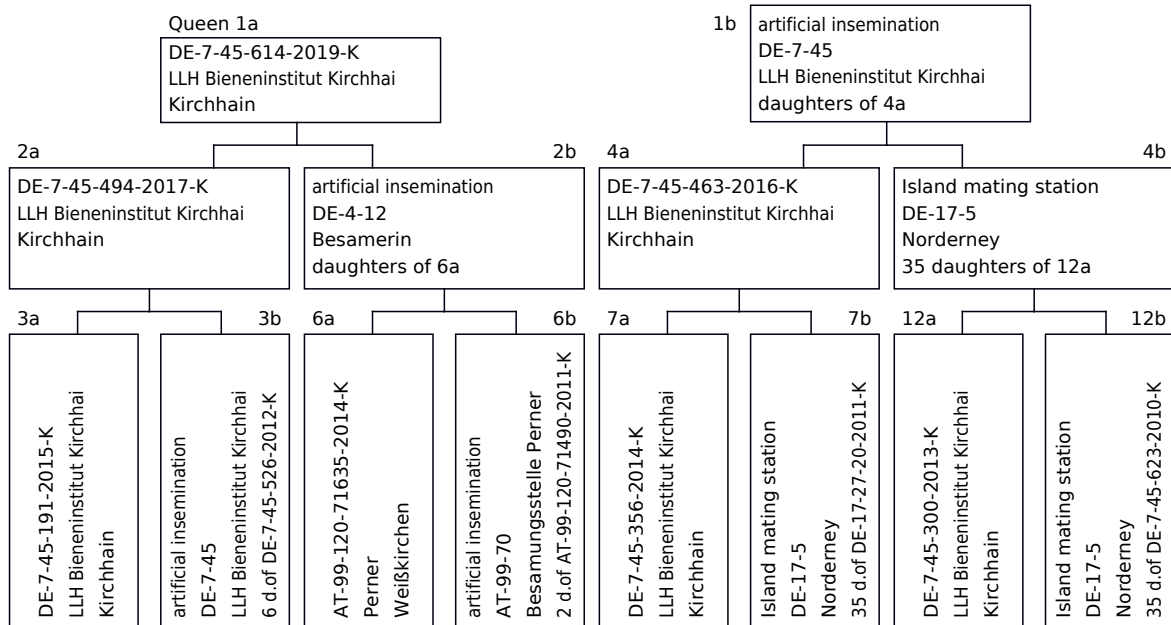 Queen 1a
DE-7-45-614-2019-K
LLH Bieneninstitut Kirchhai
Kirchhain
1b
artificial insemination
DE-7-45
LLH Bieneninstitut Kirchhai
daughters of 4a
2a
DE-7-45-494-2017-K
LLH Bieneninstitut Kirchhai
Kirchhain
2b
artificial insemination
DE-4-12
Besamerin
daughters of 6a
4a
DE-7-45-463-2016-K
LLH Bieneninstitut Kirchhai
Kirchhain
4b
Island mating station
DE-17-5
Norderney
35 daughters of 12a
3a
DE-7-45-191-2015-K
LLH Bieneninstitut Kirchhai
Kirchhain
3b
artificial insemination
DE-7-45
LLH Bieneninstitut Kirchhai
6 d.of DE-7-45-526-2012-K
6a
AT-99-120-71635-2014-K
Perner
Weißkirchen
6b
artificial insemination
AT-99-70
Besamungsstelle Perner
2 d.of AT-99-120-71490-2011-K
7a
DE-7-45-356-2014-K
LLH Bieneninstitut Kirchhai
Kirchhain
7b
Island mating station
DE-17-5
Norderney
35 d.of DE-17-27-20-2011-K
12a
DE-7-45-300-2013-K
LLH Bieneninstitut Kirchhai
Kirchhain
12b
Island mating station
DE-17-5
Norderney
35 d.of DE-7-45-623-2010-K